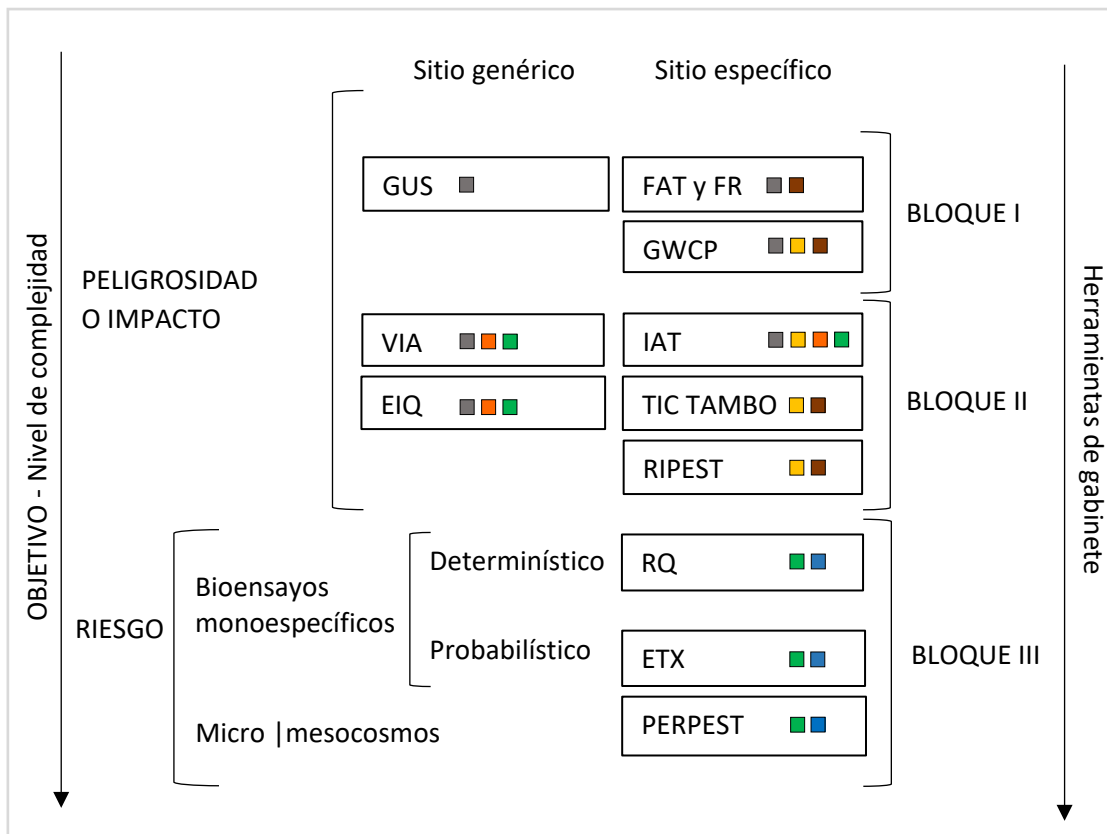 Sitio genérico
Sitio específico
GUS
FAT y FR
BLOQUE I
GWCP
PELIGROSIDAD
O IMPACTO
VIA
IAT
EIQ
TIC TAMBO
BLOQUE II
RIPEST
OBJETIVO - Nivel de complejidad
Herramientas de gabinete
RIESGO
Bioensayos
monoespecíficos
Determinístico
RQ
Probabilístico
ETX
BLOQUE III
Micro |mesocosmos
PERPEST